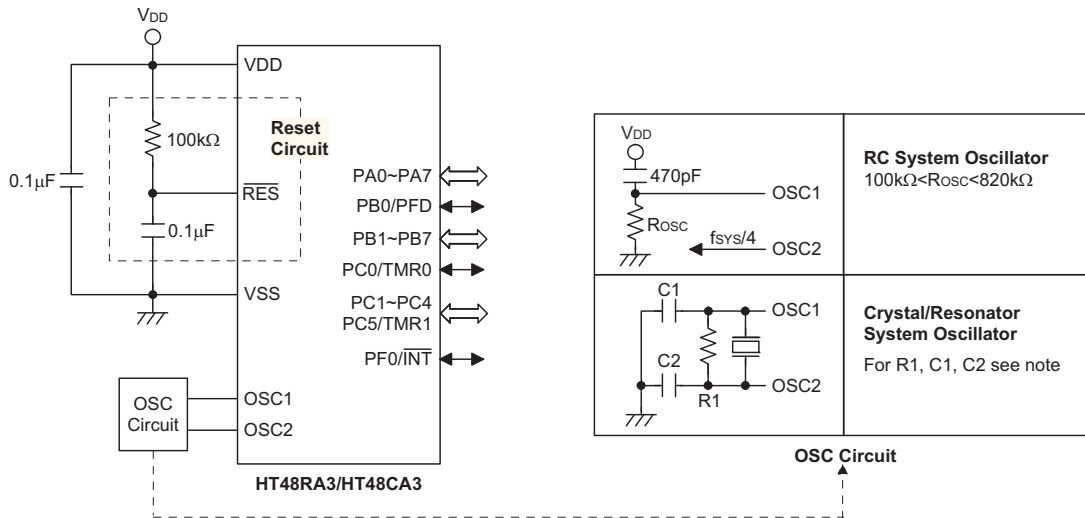 VDD
VDD
100kΩ
Reset
Circuit
0.1μF
RES
0.1μF
VSS
PA0~PA7
PB0/PFD
PB1~PB7
PC0/TMR0
PC1~PC4
PC5/TMR1
PF0/INT
OSC
Circuit
OSC1
OSC2
HT48RA3/HT48CA3
VDD
470pF
OSC1
ROSC
fSYS/4
OSC2
RC System Oscillator
100kΩ<ROSC<820kΩ
C1
OSC1
C2
R1
OSC2
Crystal/Resonator
System Oscillator
For R1, C1, C2 see note
OSC Circuit